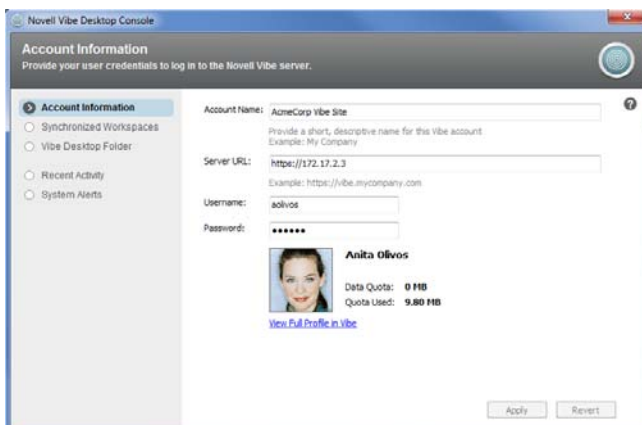 Novell Vibe Desktop Console
Account Information
Provide your user credentials to log in to the Novell Vibe server.
Account Information
Synchronized Workspaces
Vibe Desktop Folder
Recent Activity
System Alerts
Account Name: AcmeCorp Vibe Site
Provide a short, descriptive name for this Vibe account
Example: My Company
Server URL: https://172.17.2.3
Example: https://vibe.mycompany.com
Username: aolivos
Password: ••••••
Anita Olivos
Data Quota: 0 MB
Quota Used: 9.80 MB
View Full Profile in Vibe
Apply Revert